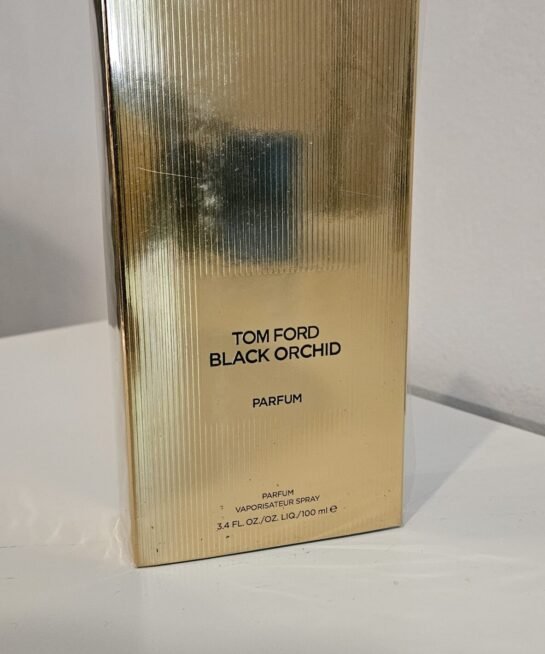 TOM FORD
BLACK ORCHID
PARFUM
PARFUM
VAPORISATEUR SPRAY
3.4 FL. OZ./OZ. LIQ./100 ml ℮